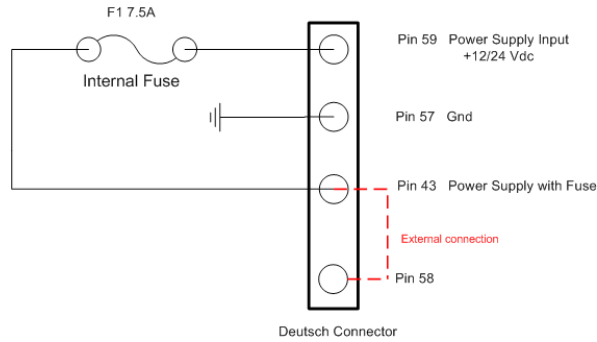 F1 7.5A
Internal Fuse
Pin 59 Power Supply Input
+12/24 Vdc
Pin 57 Gnd
Pin 43 Power Supply with Fuse
External connection
Pin 58
Deutsch Connector